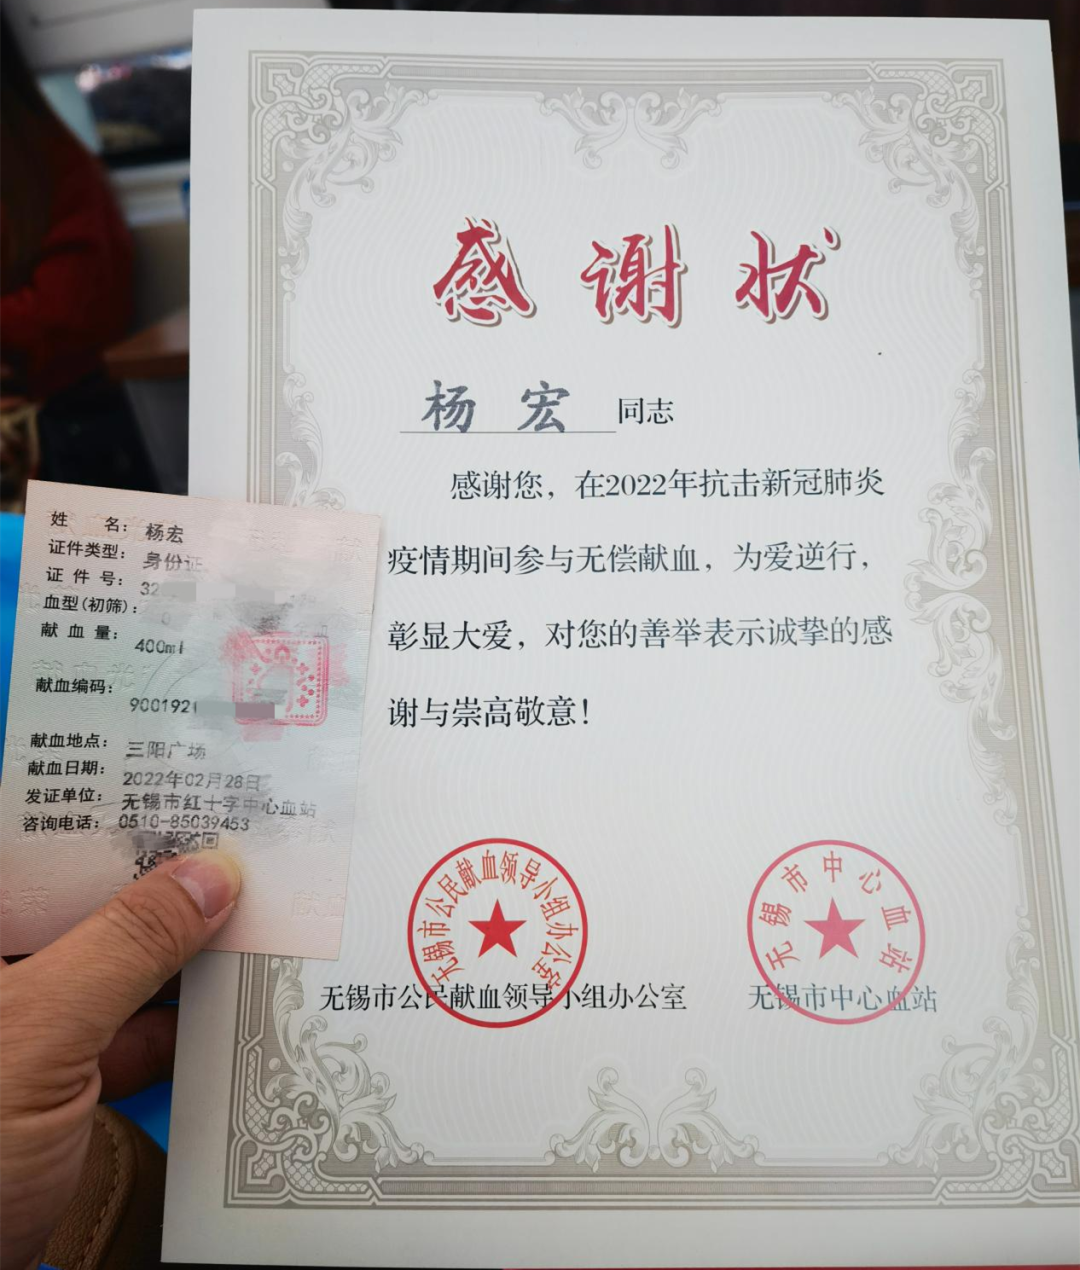 感谢状
杨宏 同志
感谢您，在2022年抗击新冠肺炎
疫情期间参与无偿献血，为爱逆行，
彰显大爱，对您的善举表示诚挚的感
谢与崇高敬意！
无锡市公民献血领导小组办公室
无锡市公民献血领导小组办公室
无锡市中心血站
无锡市中心血站
姓 名：杨宏
证件类型：身份证
证件号：32
血型(初筛)：
献血量：400ml
献血编码：900192
献血地点：三阳广场
献血日期：2022年02月28日
发证单位：无锡市红十字中心血站
咨询电话：0510-85039453